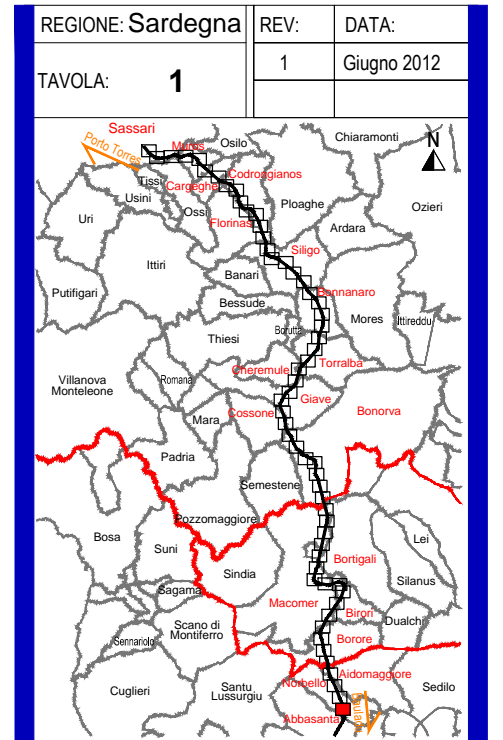 REGIONE: Sardegna
REV:
DATA:
TAVOLA: 1
1
Giugno 2012
Sassari
Porto Torres
Muros
Osilo
Chiaramonti
N
Tissi
Cargeghe
Codrongianos
Usini
Ossi
Ploaghe
Ozieri
Uri
Florinas
Ardara
Siligo
Ittiri
Banari
Bonnanaro
Putifigari
Bessude
Mores
Ittireddu
Thiesi
Borutta
Cheremule
Torralba
Villanova
Monteleone
Romana
Giave
Cossone
Bonorva
Mara
Padria
Semestene
Pozzomaggiore
Bosa
Suni
Lei
Bortigali
Sindia
Silanus
Sagama
Macomer
Birori
Dualchi
Scano di
Montiferro
Sennariolo
Borore
Aidomaggiore
Norbello
Cuglieri
Santu
Lussurgiu
Sedilo
Abbasanta